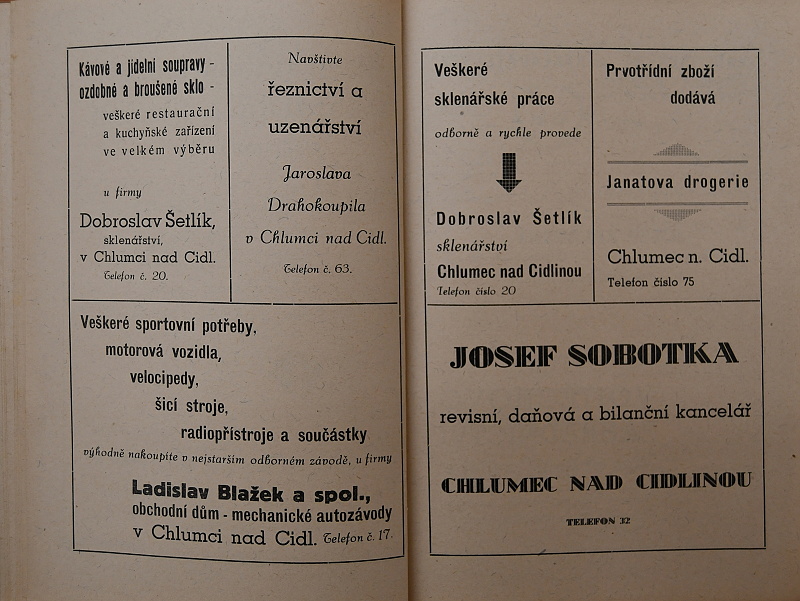 Kávové a jídelní soupravy -
ozdobné a broušené sklo -
veškeré restaurační
a kuchyňské zařízení
ve velkém výběru
u firmy
Dobroslav Šetlík,
sklenářství,
v Chlumci nad Cidl.
Telefon č. 20.
Navštivte
řeznictví a
uzenářství
Jaroslava
Drahokoupila
v Chlumci nad Cidl.
Telefon č. 63.
Veškeré sportovní potřeby,
motorová vozidla,
velocipedy,
šicí stroje,
radiopřístroje a součástky
výhodně nakoupíte v nejstarším odborném závodě, u firmy
Ladislav Blažek a spol.,
obchodní dům - mechanické autozávody
v Chlumci nad Cidl. Telefon č. 17.
Veškeré
sklenářské práce
odborně a rychle provede
Dobroslav Šetlík
sklenářství
Chlumec nad Cidlinou
Telefon číslo 20
Prvotřídní zboží
dodává
Janatova drogerie
Chlumec n. Cidl.
Telefon číslo 75
JOSEF SOBOTKA
revisní, daňová a bilanční kancelář
CHLUMEC NAD CIDLINOU
TELEFON 32